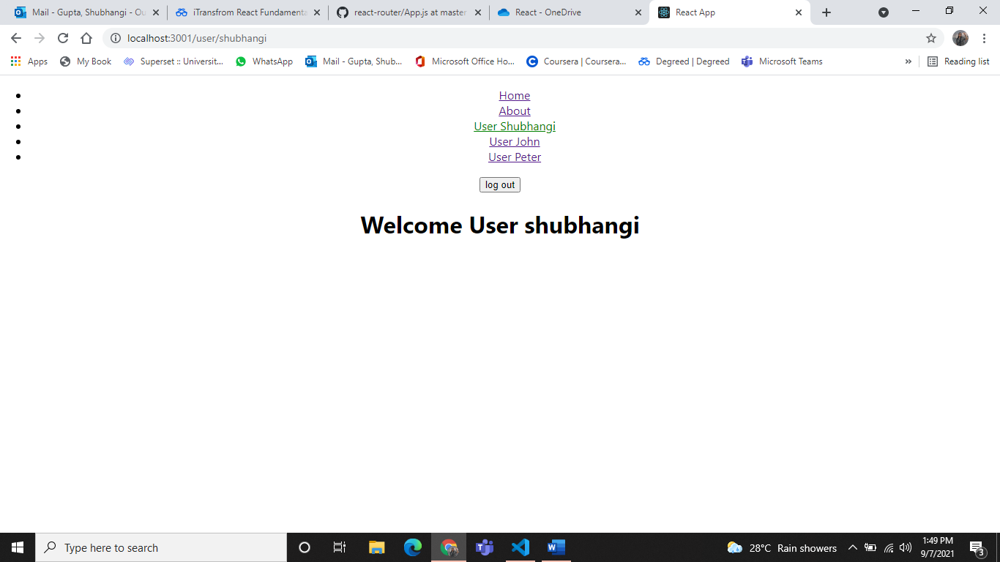 Mail - Gupta, Shubhangi - Ou
iTransfrom React Fundamenta
react-router/App.js at master
React - OneDrive
React App
localhost:3001/user/shubhangi
Apps
My Book
Superset :: Universit...
WhatsApp
Mail - Gupta, Shub...
Microsoft Office Ho...
Coursera | Coursera...
Degreed | Degreed
Microsoft Teams
»
Reading list
Home
About
User Shubhangi
User John
User Peter
log out
Welcome User shubhangi
Type here to search
28°C Rain showers
1:49 PM
9/7/2021
3